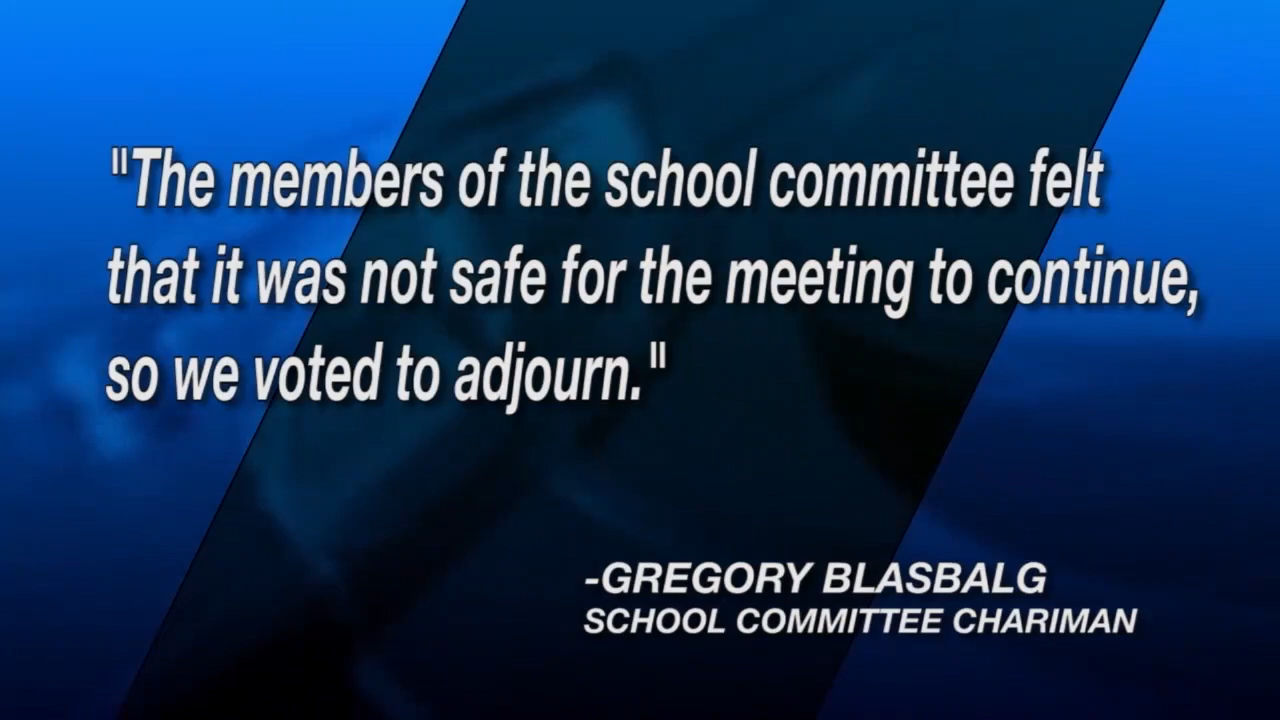 "The members of the school committee felt
that it was not safe for the meeting to continue,
so we voted to adjourn."
-GREGORY BLASBALG
SCHOOL COMMITTEE CHARIMAN